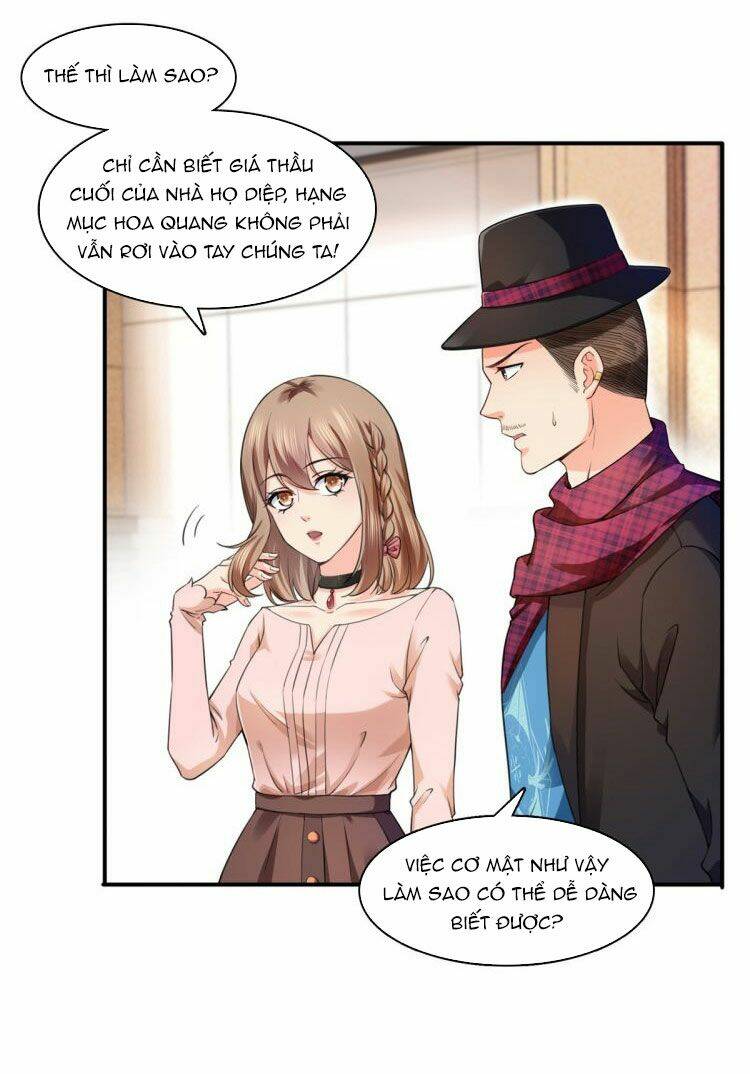 THẾ THÌ LÀM SAO?
CHỈ CẦN BIẾT GIÁ THẦU
CUỐI CỦA NHÀ HỌ DIỆP, HẠNG
MỤC HOA QUANG KHÔNG PHẢI
VẪN RƠI VÀO TAY CHÚNG TA!
VIỆC CƠ MẬT NHƯ VẬY
LÀM SAO CÓ THỂ DỄ DÀNG
BIẾT ĐƯỢC?